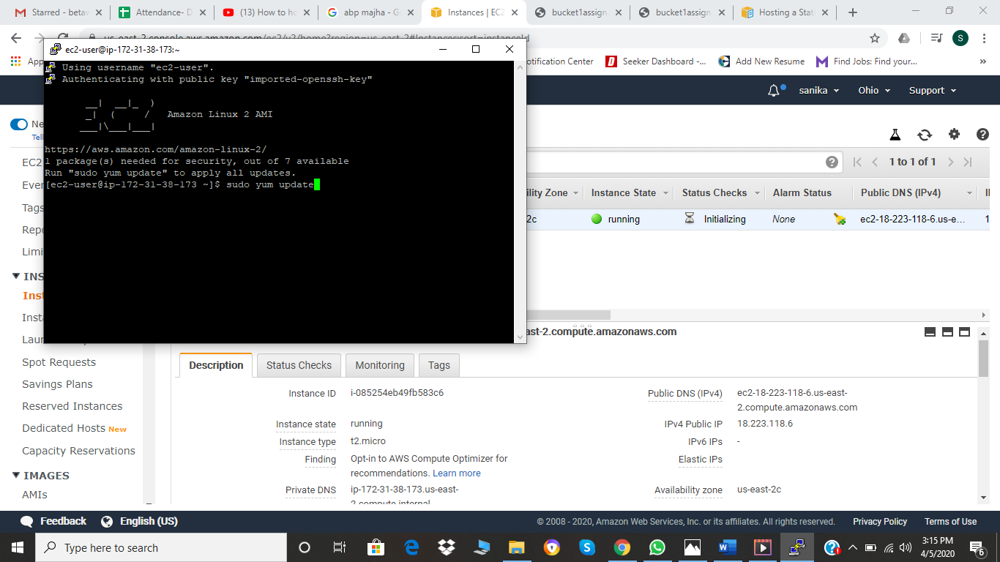 Starred - betaw
Attendance- D
(13) How to ho
abp majha - G
Instances | EC2
bucket1assign
bucket1assign
Hosting a Stati
us-east-2.console.aws.amazon.com/ec2/v2/home?region=us-east-2#Instances:sort=instanceId
S
App
otification Center
Seeker Dashboard -...
Add New Forum
Find Jobs: Find your...
»
ec2-user@ip-172-31-38-173:~
Using username "ec2-user".
Authenticating with public key "imported-openssh-key"
__|  __|_  )
_|  (     /   Amazon Linux 2 AMI
___|\___|___|
https://aws.amazon.com/amazon-linux-2/
1 package(s) needed for security, out of 7 available
Run "sudo yum update" to apply all updates.
[ec2-user@ip-172-31-38-173 ~]$ sudo yum update
sanika
Ohio
Support
Ne
Tell
EC2
Ever
Tags
Repo
Limi
INS
Inst
Insta
Laun
Spot Requests
Savings Plans
Reserved Instances
Dedicated Hosts New
Capacity Reservations
IMAGES
AMIs
1 to 1 of 1
ility Zone
Instance State
Status Checks
Alarm Status
Public DNS (IPv4)
2c
running
Initializing
None
ec2-18-223-118-6.us-e...
1
ast-2.compute.amazonaws.com
Description
Status Checks
Monitoring
Tags
Instance ID i-085254eb49fb583c6
Public DNS (IPv4) ec2-18-223-118-6.us-east-
2.compute.amazonaws.com
Instance state running
IPv4 Public IP 18.223.118.6
Instance type t2.micro
IPv6 IPs -
Finding Opt-in to AWS Compute Optimizer for
recommendations. Learn more
Elastic IPs
Private DNS ip-172-31-38-173.us-east-
2.compute.internal
Availability zone us-east-2c
Feedback
English (US)
© 2008 - 2020, Amazon Web Services, Inc. or its affiliates. All rights reserved.
Privacy Policy
Terms of Use
Type here to search
3:15 PM
4/5/2020
6